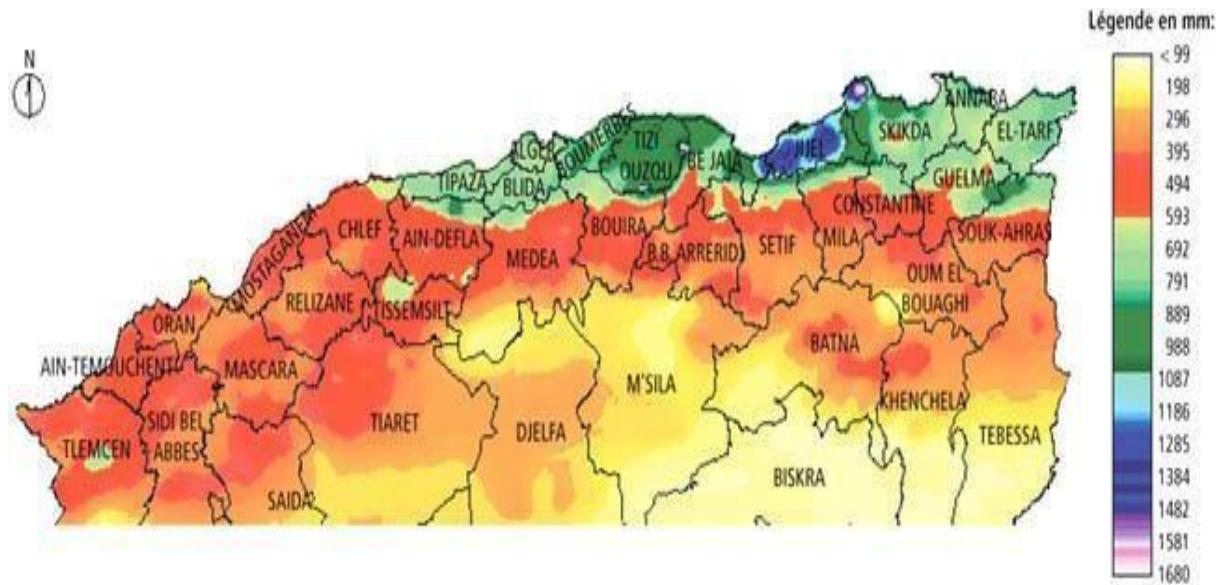 Légende en mm:
N
< 99
198
296
395
494
593
692
791
889
988
1087
1186
1285
1384
1482
1581
1680
ANNABA
SKIKDA
EL-TARF
ALGER
BOUMERDES
TIZI
OUZOU
BEJAIA
JIJEL
TIPAZA
BLIDA
GUELMA
CHLEF
AIN-DEFLA
MEDEA
BOUIRA
B.B.ARRERIDJ
SETIF
MILA
CONSTANTINE
SOUK-AHRAS
MOSTAGANEM
RELIZANE
TISSEMSILT
OUM EL
BOUAGHI
ORAN
AIN-TEMOUCHENT
MASCARA
BATNA
M'SILA
KHENCHELA
SIDI BEL
ABBES
TLEMCEN
TIARET
DJELFA
TEBESSA
SAIDA
BISKRA